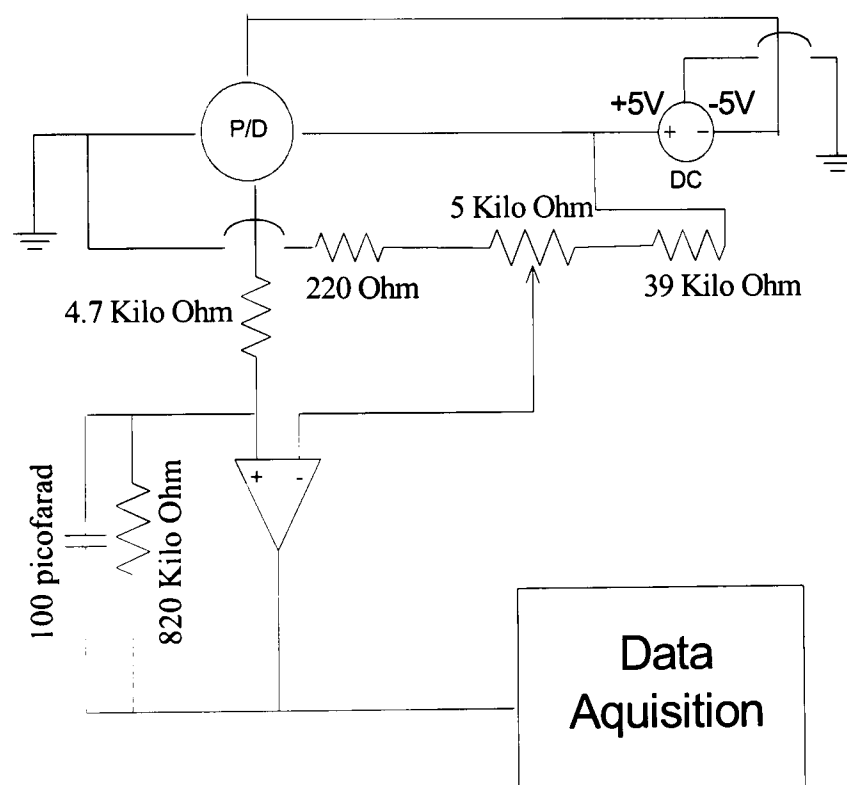 P/D
+5V -5V
+ -
DC
5 Kilo Ohm
220 Ohm
39 Kilo Ohm
4.7 Kilo Ohm
+ -
100 picofarad
820 Kilo Ohm
Data
Aquisition